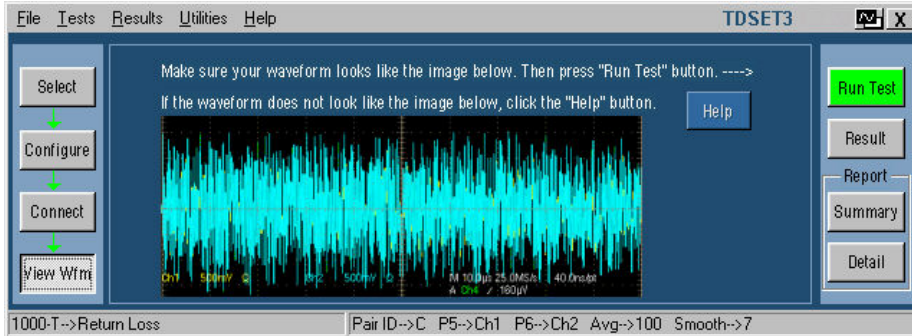 File Tests Results Utilities Help TDSET3 X
Make sure your waveform looks like the image below. Then press "Run Test" button. ---->
If the waveform does not look like the image below, click the "Help" button.
Help
Select
Configure
Connect
View Wfm
Ch1 500mV Ω Ch2 500mV Ω M 10.0µs 25.0MS/s 40.0ns/pt
A Ch4 / -160µV
Run Test
Result
Report
Summary
Detail
1000-T-->Return Loss Pair ID-->C P5-->Ch1 P6-->Ch2 Avg-->100 Smooth-->7